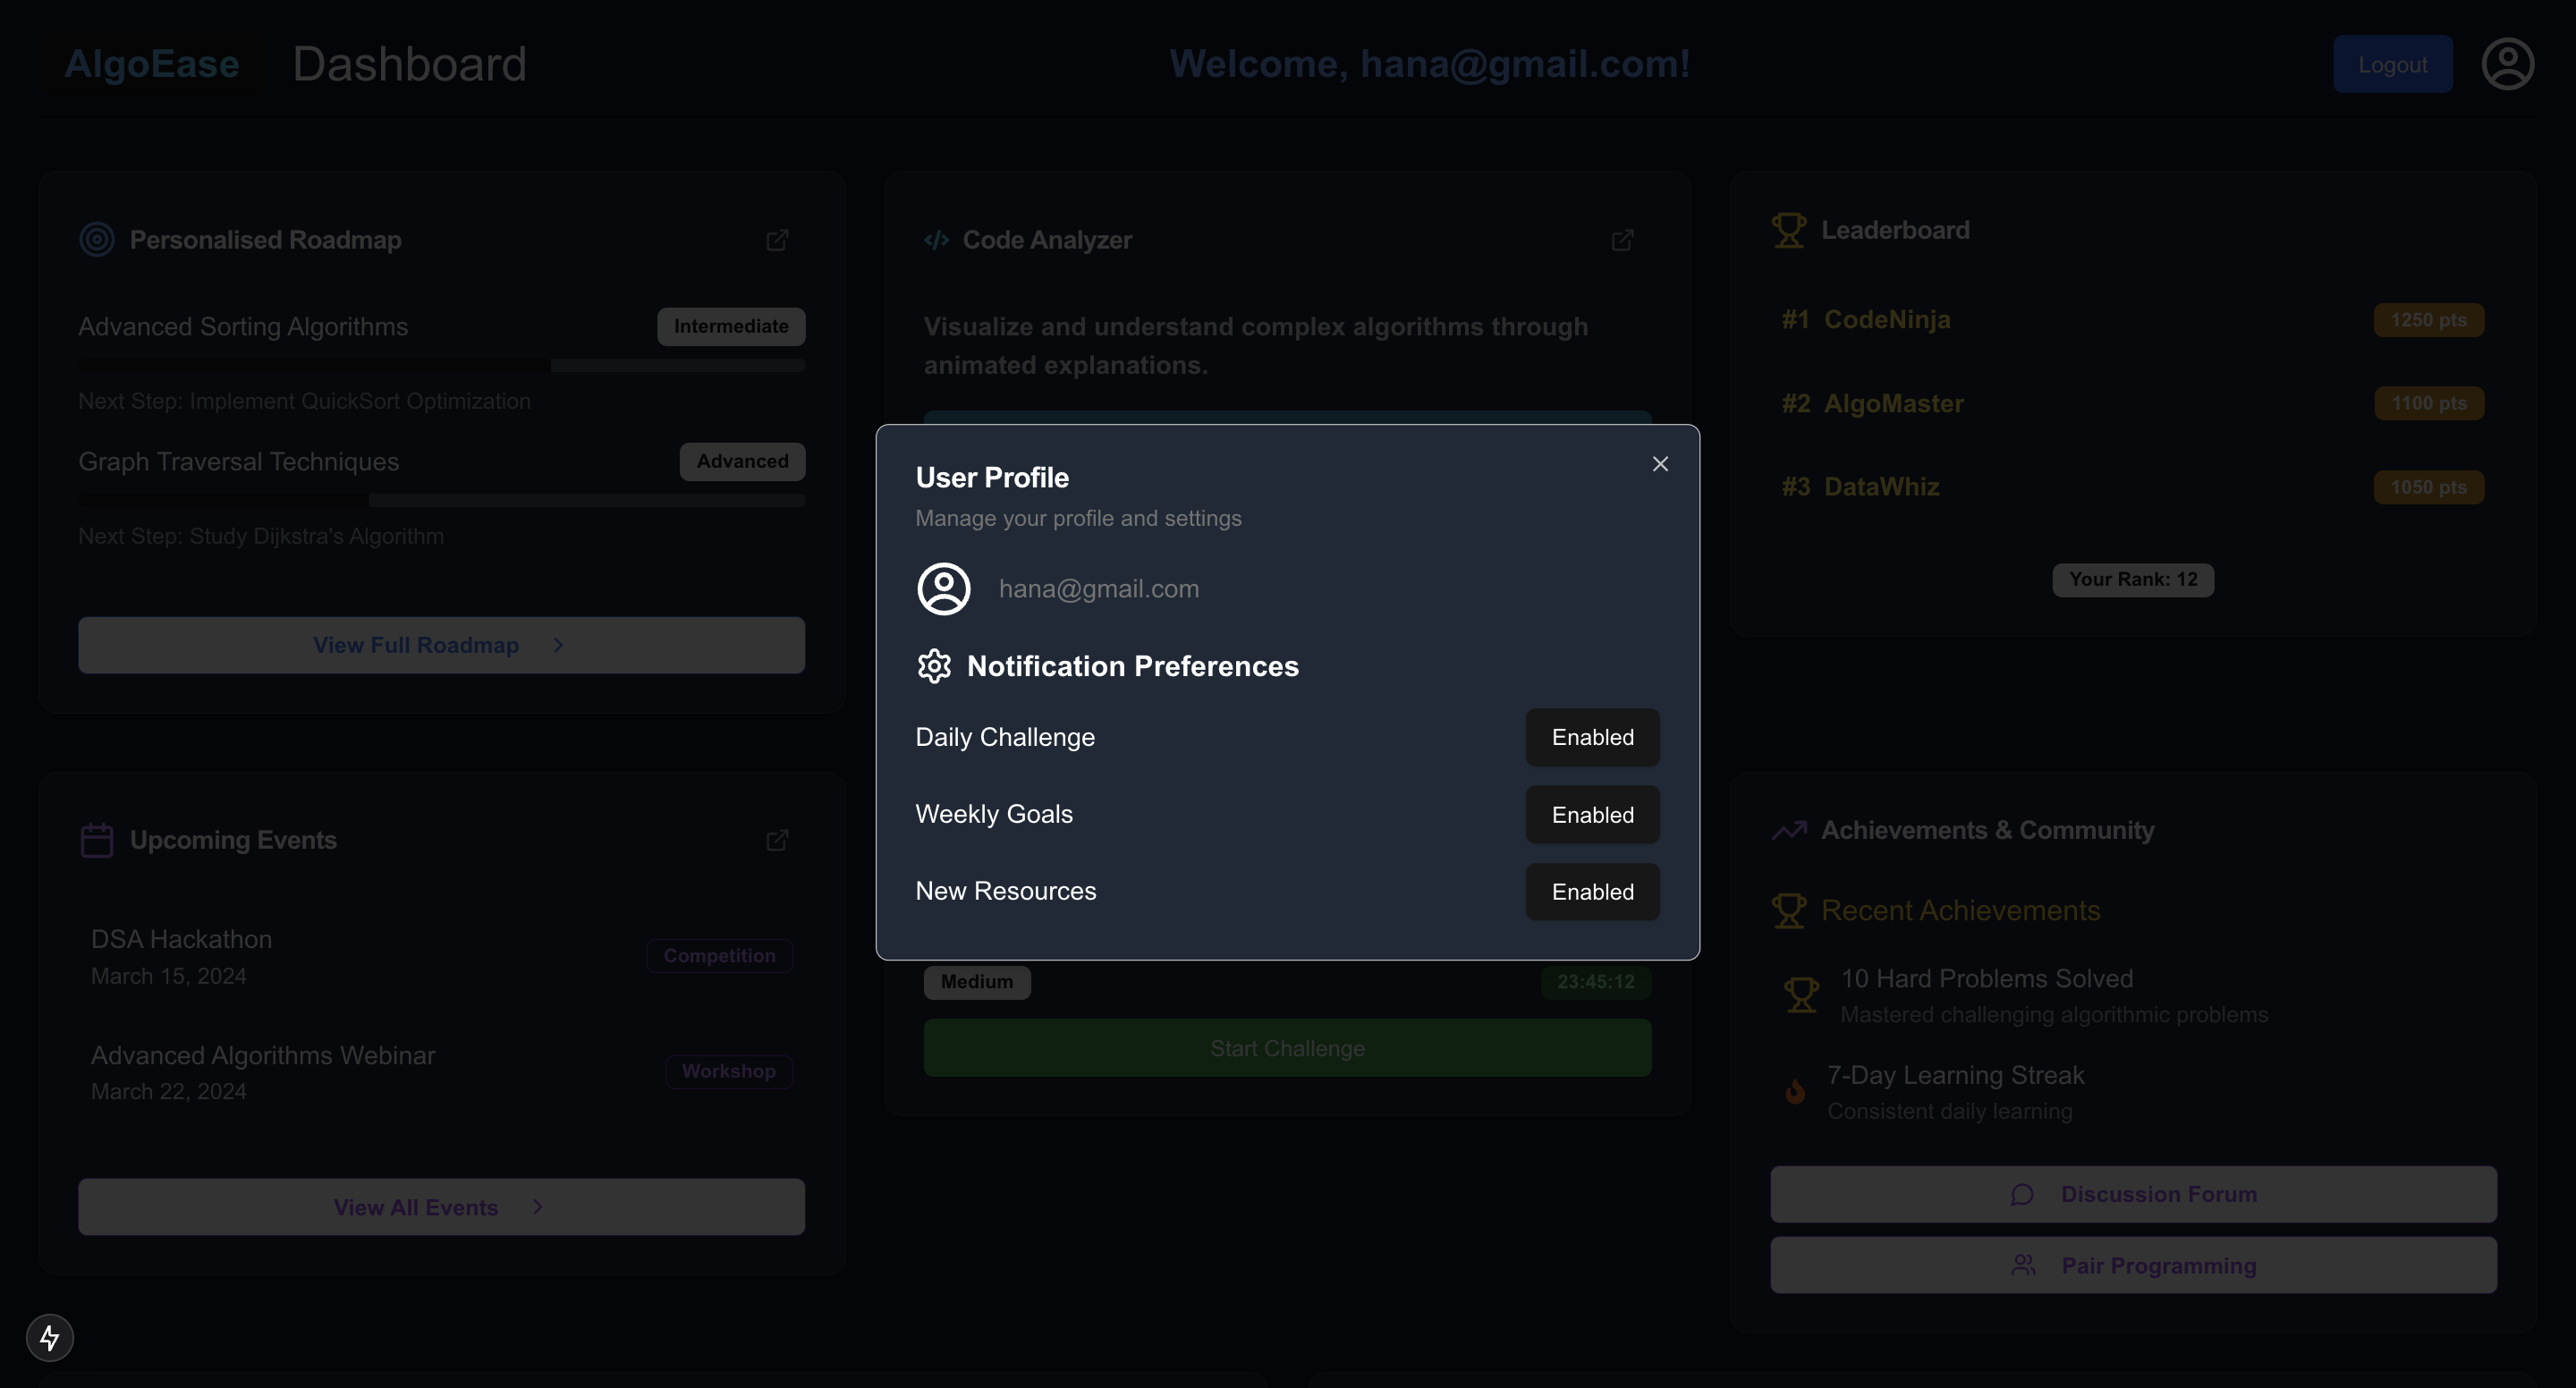 AlgoEase
Dashboard
Welcome, hana@gmail.com!
Logout
Personalised Roadmap
Advanced Sorting Algorithms
Intermediate
Next Step: Implement QuickSort Optimization
Graph Traversal Techniques
Advanced
Next Step: Study Dijkstra's Algorithm
View Full Roadmap
Code Analyzer
Visualize and understand complex algorithms through
animated explanations.
Leaderboard
#1 CodeNinja
1250 pts
#2 AlgoMaster
1100 pts
#3 DataWhiz
1050 pts
Your Rank: 12
User Profile
Manage your profile and settings
hana@gmail.com
Notification Preferences
Daily Challenge
Enabled
Weekly Goals
Enabled
New Resources
Enabled
Upcoming Events
DSA Hackathon
March 15, 2024
Competition
Advanced Algorithms Webinar
March 22, 2024
Workshop
View All Events
Medium
23:45:12
Start Challenge
Achievements & Community
Recent Achievements
10 Hard Problems Solved
Mastered challenging algorithmic problems
7-Day Learning Streak
Consistent daily learning
Discussion Forum
Pair Programming